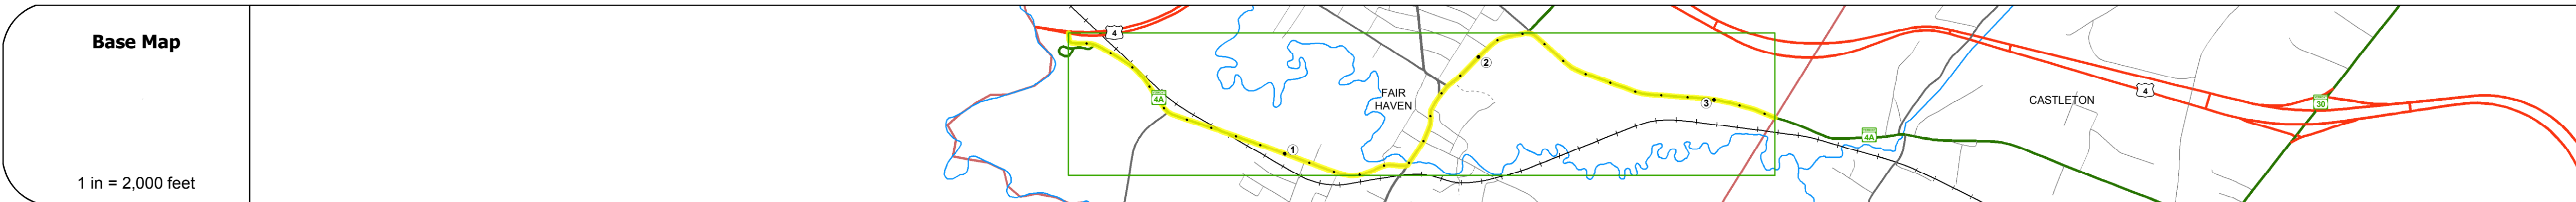 Base Map
1 in = 2,000 feet
4
4A
1
FAIR
HAVEN
2
3
4A
CASTLETON
4
30